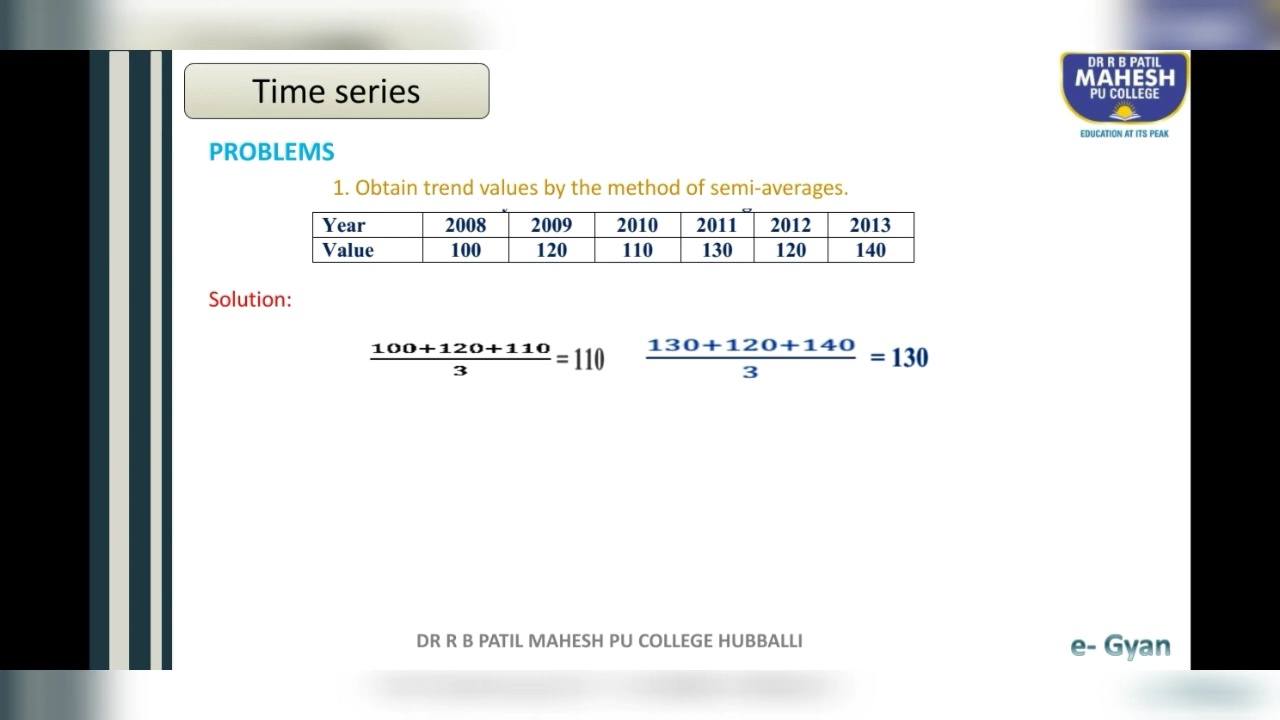 Time series
DR R B PATIL
MAHESH
PU COLLEGE
EDUCATION AT ITS PEAK
PROBLEMS
1. Obtain trend values by the method of semi-averages.
Year 2008 2009 2010 2011 2012 2013
Value 100 120 110 130 120 140
Solution:
100+120+110
3
= 110
130+120+140
3
= 130
DR R B PATIL MAHESH PU COLLEGE HUBBALLI
e- Gyan